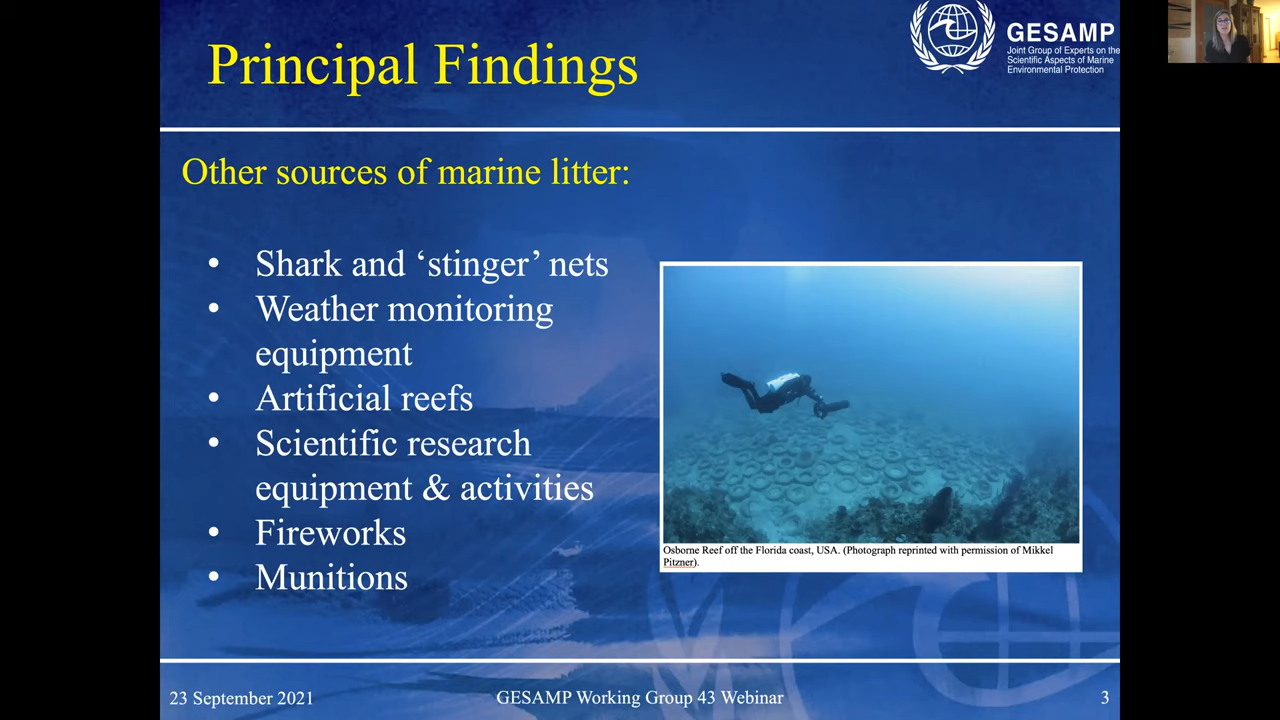 Principal Findings
GESAMP
Joint Group of Experts on the
Scientific Aspects of Marine
Environmental Protection
Other sources of marine litter:
• Shark and ‘stinger’ nets
• Weather monitoring
equipment
• Artificial reefs
• Scientific research
equipment & activities
• Fireworks
• Munitions
Osborne Reef off the Florida coast, USA. (Photograph reprinted with permission of Mikkel
Pitzner).
23 September 2021
GESAMP Working Group 43 Webinar
3